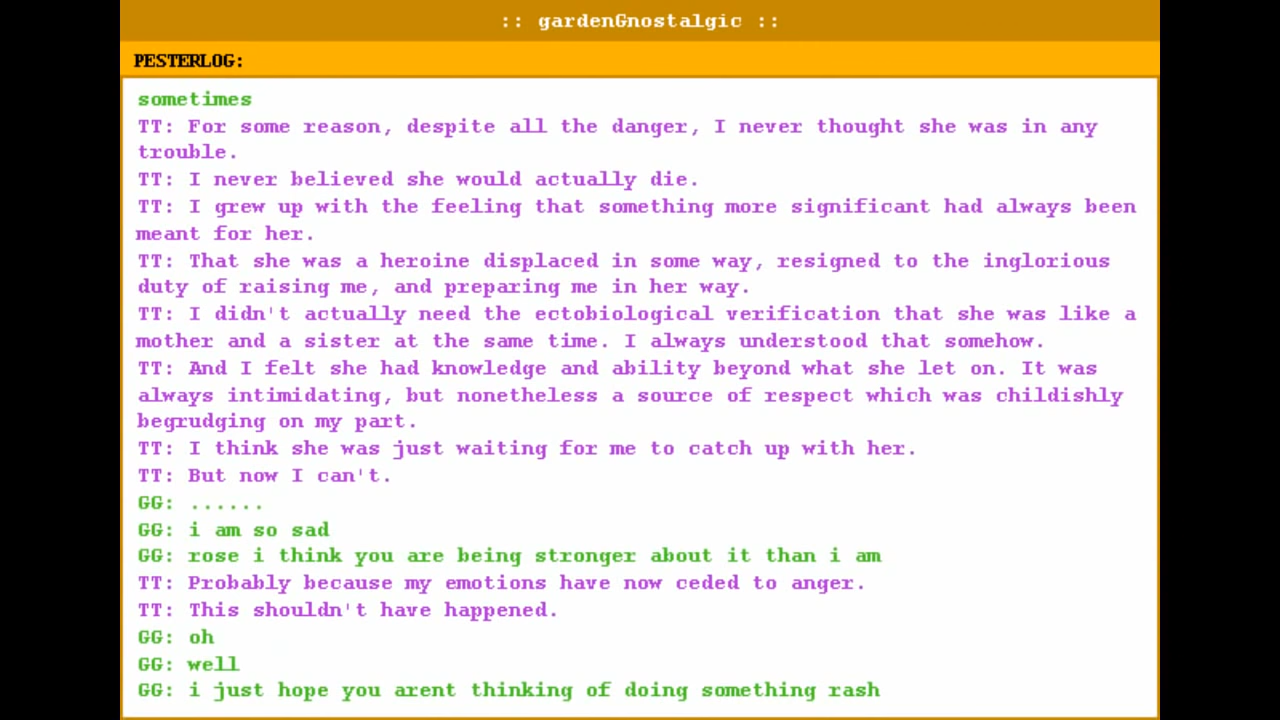 :: gardenGnostalgic ::
PESTERLOG:
sometimes
TT: For some reason, despite all the danger, I never thought she was in any
trouble.
TT: I never believed she would actually die.
TT: I grew up with the feeling that something more significant had always been
meant for her.
TT: That she was a heroine displaced in some way, resigned to the inglorious
duty of raising me, and preparing me in her way.
TT: I didn't actually need the ectobiological verification that she was like a
mother and a sister at the same time. I always understood that somehow.
TT: And I felt she had knowledge and ability beyond what she let on. It was
always intimidating, but nonetheless a source of respect which was childishly
begrudging on my part.
TT: I think she was just waiting for me to catch up with her.
TT: But now I can't.
GG: ......
GG: i am so sad
GG: rose i think you are being stronger about it than i am
TT: Probably because my emotions have now ceded to anger.
TT: This shouldn't have happened.
GG: oh
GG: well
GG: i just hope you arent thinking of doing something rash